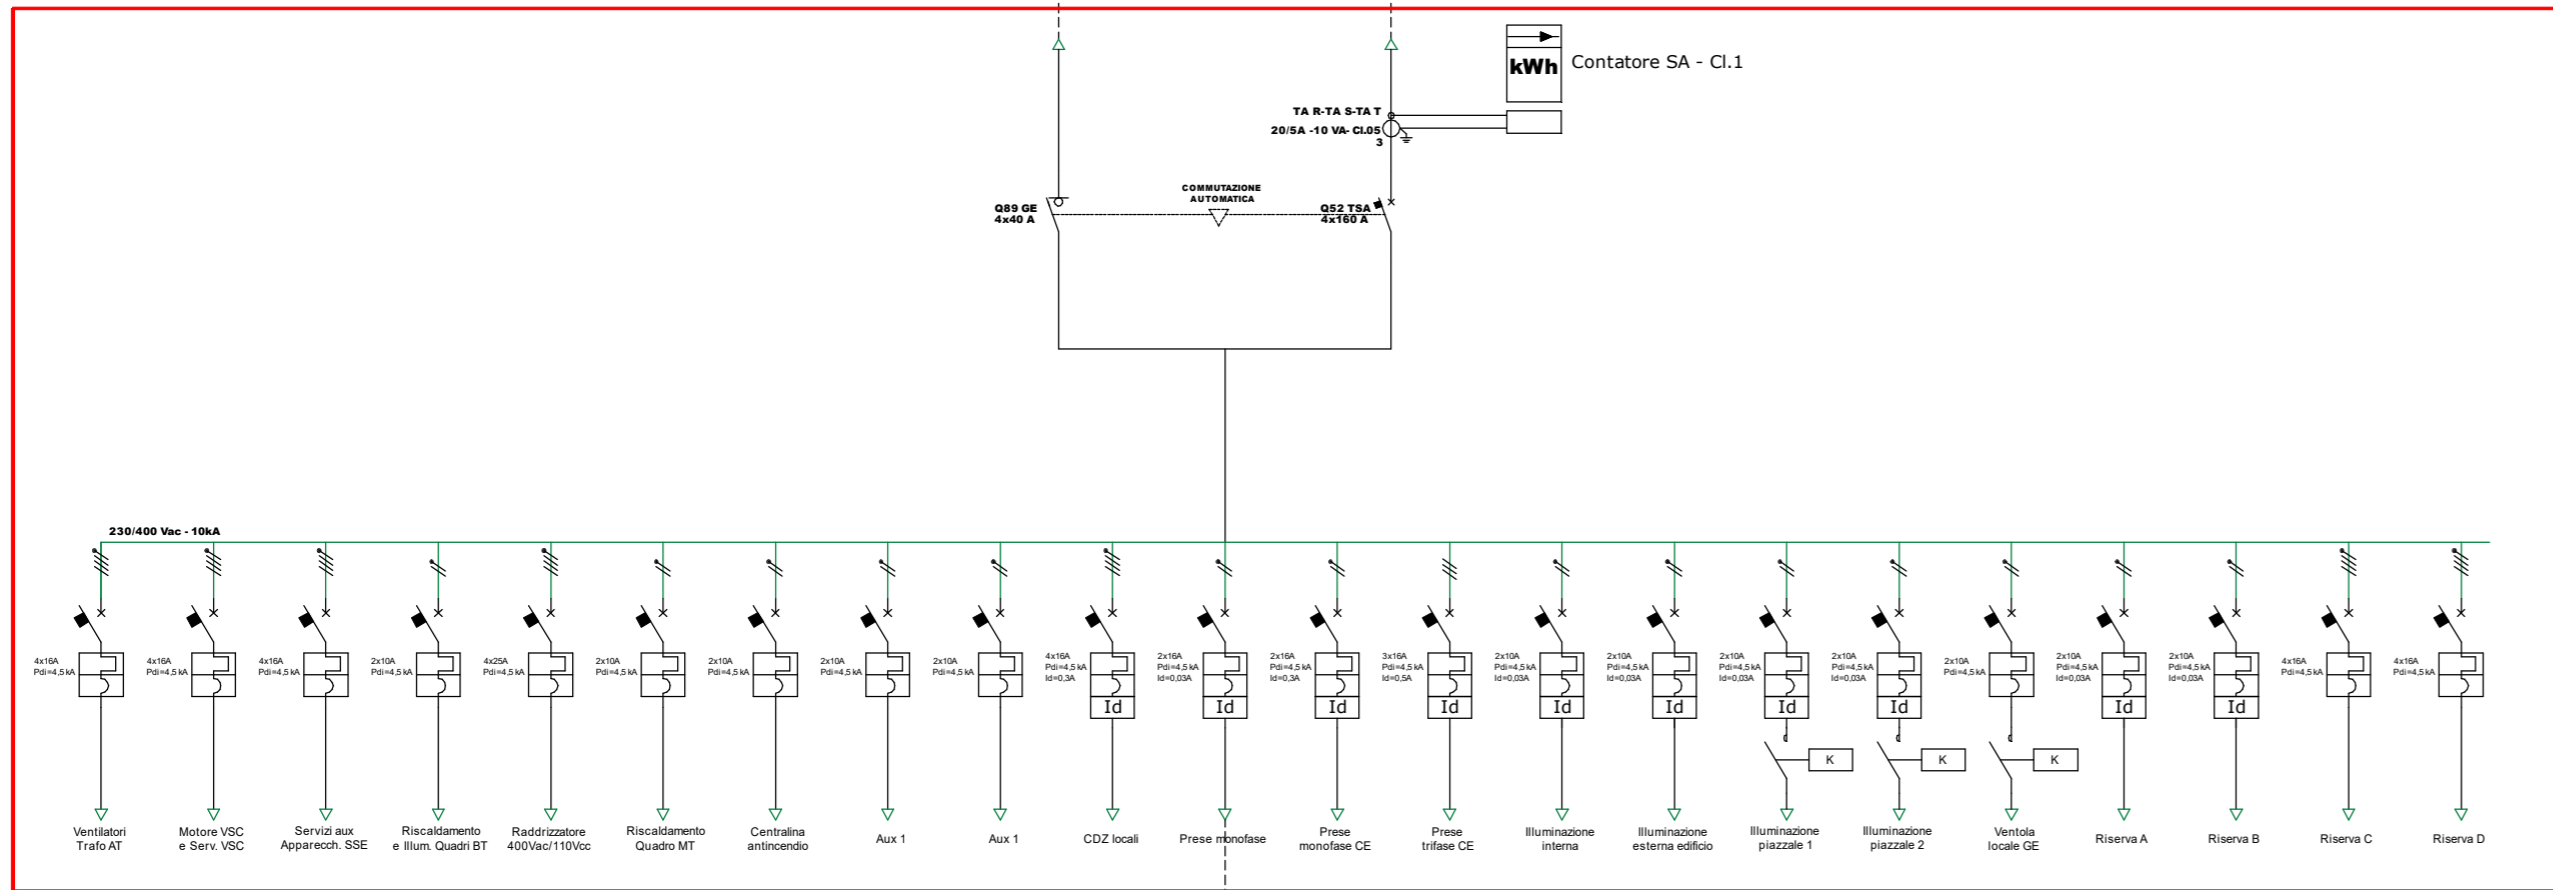 kWh
Contatore SA - Cl.1
TA R-TA S-TA T
20/5A -10 VA- Cl.05
3
COMMUTAZIONE
AUTOMATICA
Q89 GE
4x40 A
Q52 TSA
4x160 A
230/400 Vac - 10kA
4x16A
Pdi=4,5 kA
4x16A
Pdi=4,5 kA
4x16A
Pdi=4,5 kA
2x10A
Pdi=4,5 kA
4x25A
Pdi=4,5 kA
2x10A
Pdi=4,5 kA
2x10A
Pdi=4,5 kA
2x10A
Pdi=4,5 kA
2x10A
Pdi=4,5 kA
4x16A
Pdi=4,5 kA
Id=0,3A
Id
2x16A
Pdi=4,5 kA
Id=0,03A
Id
2x16A
Pdi=4,5 kA
Id=0,3A
Id
3x16A
Pdi=4,5 kA
Id=0,5A
Id
2x10A
Pdi=4,5 kA
Id=0,03A
Id
2x10A
Pdi=4,5 kA
Id=0,03A
Id
2x10A
Pdi=4,5 kA
Id=0,03A
Id
2x10A
Pdi=4,5 kA
Id=0,03A
Id
2x10A
Pdi=4,5 kA
2x10A
Pdi=4,5 kA
Id=0,03A
Id
2x10A
Pdi=4,5 kA
Id=0,03A
Id
4x16A
Pdi=4,5 kA
4x16A
Pdi=4,5 kA
K
K
K
Ventilatori
Trafo AT
Motore VSC
e Serv. VSC
Servizi aux
Apparecch. SSE
Riscaldamento
e Illum. Quadri BT
Raddrizzatore
400Vac/110Vcc
Riscaldamento
Quadro MT
Centralina
antincendio
Aux 1
Aux 1
CDZ locali
Prese monofase
Prese
monofase CE
Prese
trifase CE
Illuminazione
interna
Illuminazione
esterna edificio
Illuminazione
piazzale 1
Illuminazione
piazzale 2
Ventola
locale GE
Riserva A
Riserva B
Riserva C
Riserva D